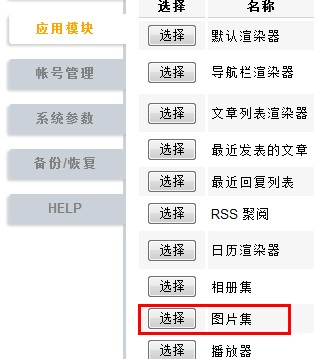 选择 名称
应用模块
选择 默认渲染器
帐号管理
选择 导航栏渲染器
系统参数
选择 文章列表渲染器
备份/恢复
选择 最近发表的文章
选择 最近回复列表
HELP
选择 RSS 聚阅
选择 日历渲染器
选择 相册集
选择 图片集
选择 播放器